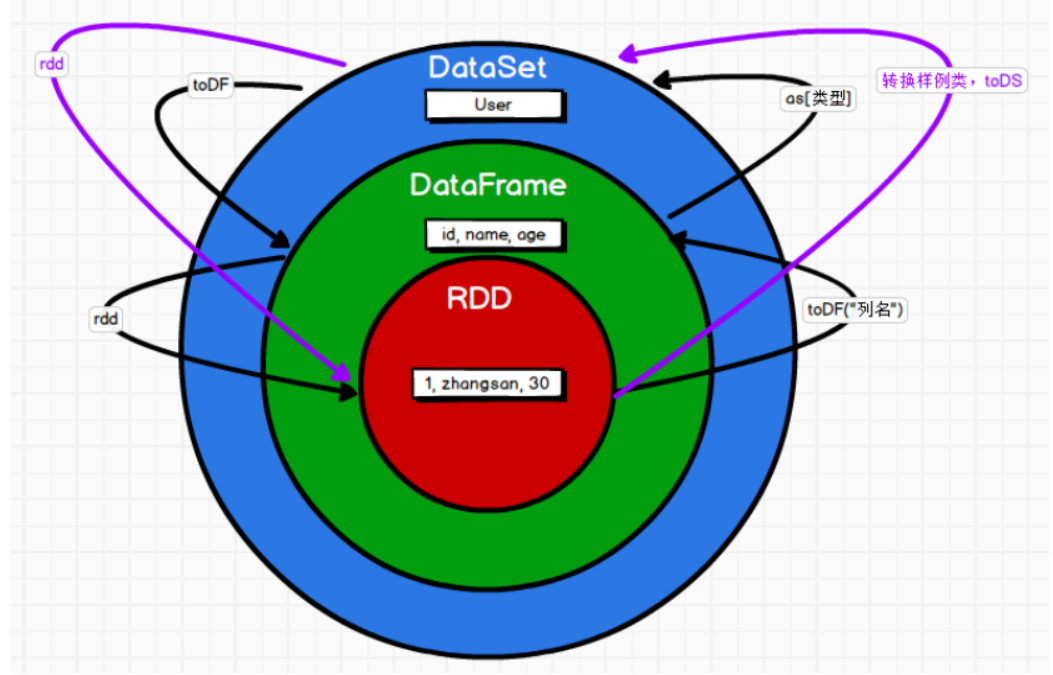 DataSet
User
rdd
toDF
as[类型]
转换样例类，toDS
DataFrame
id, name, age
RDD
rdd
toDF("列名")
1, zhangsan, 30